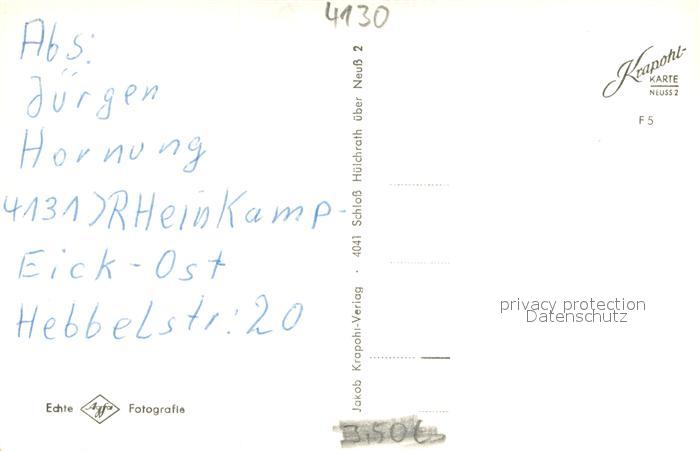 4130
Abs:
Jürgen
Hornung
4131)RHeinKamp-
Eick-Ost
Hebbelstr: 20
Echte Agfa Fotografie
Jakob Krapohl-Verlag · 4041 Schloß Hülchrath über Neuß 2
Krapohl-
KARTE
NEUSS 2
F 5
privacy protection
Datenschutz
3,50€